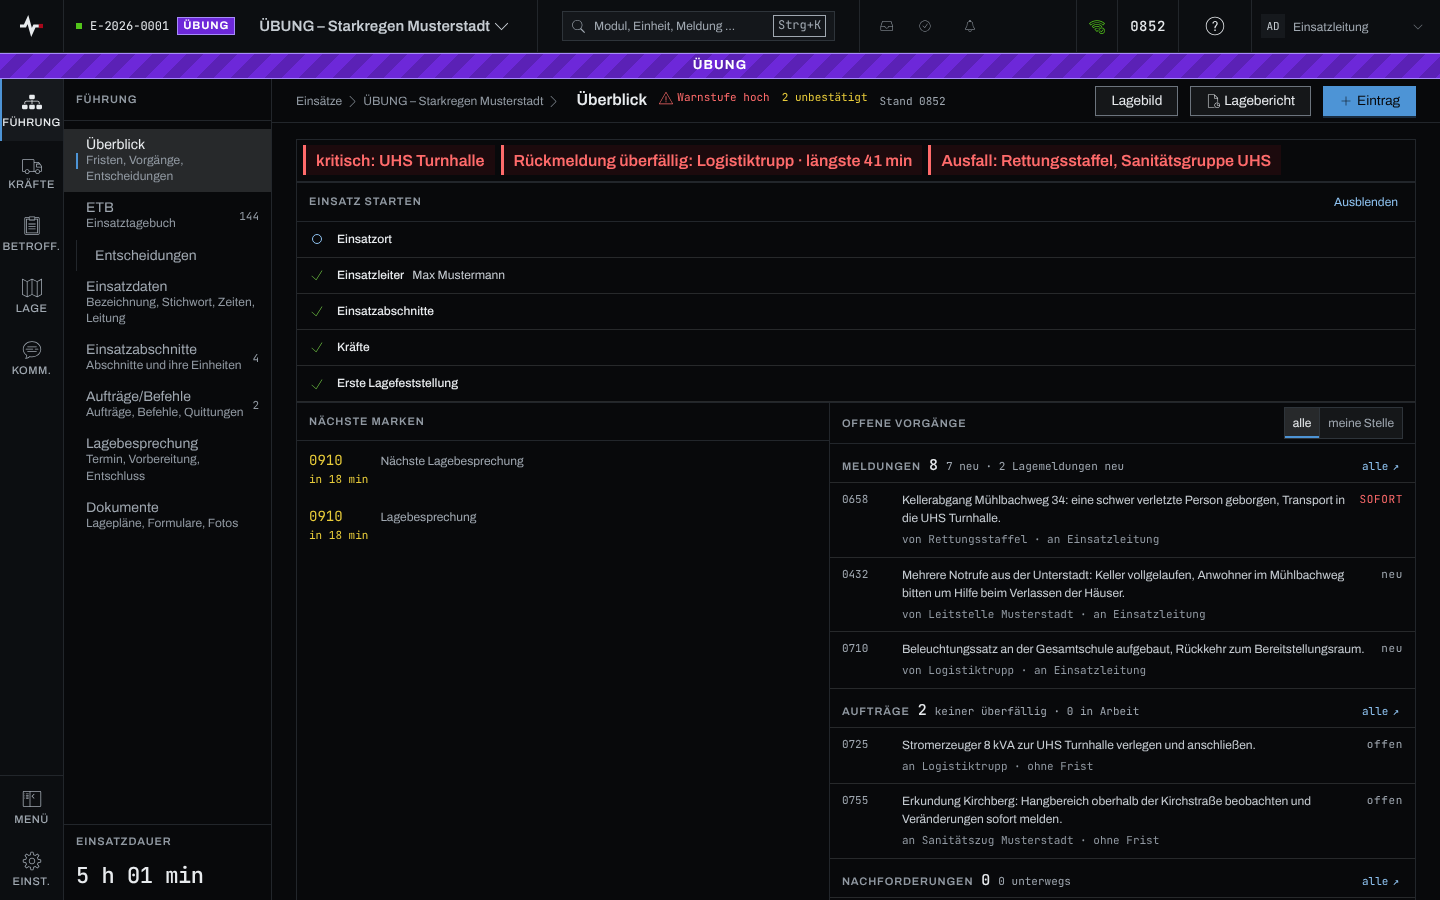 E-2026-0001 ÜBUNG ÜBUNG – Starkregen Musterstadt Modul, Einheit, Meldung ... Strg+K 0852 ? AD Einsatzleitung
ÜBUNG
FÜHRUNG
KRÄFTE
BETROFF.
LAGE
KOMM.
MENÜ
EINST.
FÜHRUNG
Überblick
Fristen, Vorgänge,
Entscheidungen
ETB
Einsatztagebuch 144
Entscheidungen
Einsatzdaten
Bezeichnung, Stichwort, Zeiten,
Leitung
Einsatzabschnitte
Abschnitte und ihre Einheiten 4
Aufträge/Befehle
Aufträge, Befehle, Quittungen 2
Lagebesprechung
Termin, Vorbereitung,
Entschluss
Dokumente
Lagepläne, Formulare, Fotos
EINSATZDAUER
5 h 01 min
Einsätze ÜBUNG – Starkregen Musterstadt Überblick Warnstufe hoch 2 unbestätigt Stand 0852 Lagebild Lagebericht + Eintrag
kritisch: UHS Turnhalle Rückmeldung überfällig: Logistiktrupp · längste 41 min Ausfall: Rettungsstaffel, Sanitätsgruppe UHS
EINSATZ STARTEN Ausblenden
Einsatzort
Einsatzleiter Max Mustermann
Einsatzabschnitte
Kräfte
Erste Lagefeststellung
NÄCHSTE MARKEN
0910 Nächste Lagebesprechung
in 18 min
0910 Lagebesprechung
in 18 min
OFFENE VORGÄNGE alle meine Stelle
MELDUNGEN 8 7 neu · 2 Lagemeldungen neu alle ↗
0658 Kellerabgang Mühlbachweg 34: eine schwer verletzte Person geborgen, Transport in SOFORT
die UHS Turnhalle.
von Rettungsstaffel · an Einsatzleitung
0432 Mehrere Notrufe aus der Unterstadt: Keller vollgelaufen, Anwohner im Mühlbachweg neu
bitten um Hilfe beim Verlassen der Häuser.
von Leitstelle Musterstadt · an Einsatzleitung
0710 Beleuchtungssatz an der Gesamtschule aufgebaut, Rückkehr zum Bereitstellungsraum. neu
von Logistiktrupp · an Einsatzleitung
AUFTRÄGE 2 keiner überfällig · 0 in Arbeit alle ↗
0725 Stromerzeuger 8 kVA zur UHS Turnhalle verlegen und anschließen. offen
an Logistiktrupp · ohne Frist
0755 Erkundung Kirchberg: Hangbereich oberhalb der Kirchstraße beobachten und offen
Veränderungen sofort melden.
an Sanitätszug Musterstadt · ohne Frist
NACHFORDERUNGEN 0 0 unterwegs alle ↗